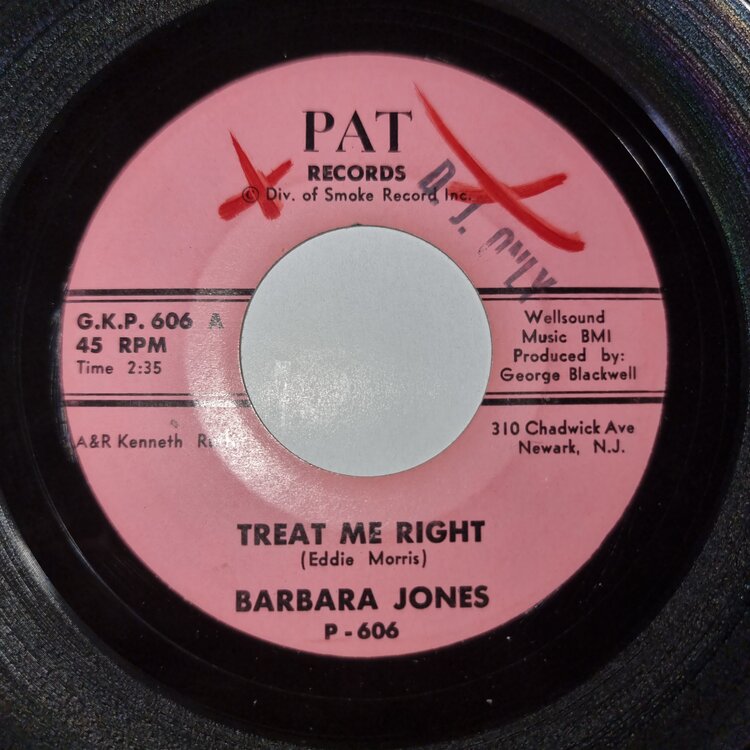 PAT
RECORDS
© Div. of Smoke Record Inc.
D. J. ONLY
G.K.P. 606 A
45 RPM
Time 2:35
Wellsound
Music BMI
Produced by:
George Blackwell
A&R Kenneth
310 Chadwick Ave
Newark, N.J.
TREAT ME RIGHT
(Eddie Morris)
BARBARA JONES
P-606